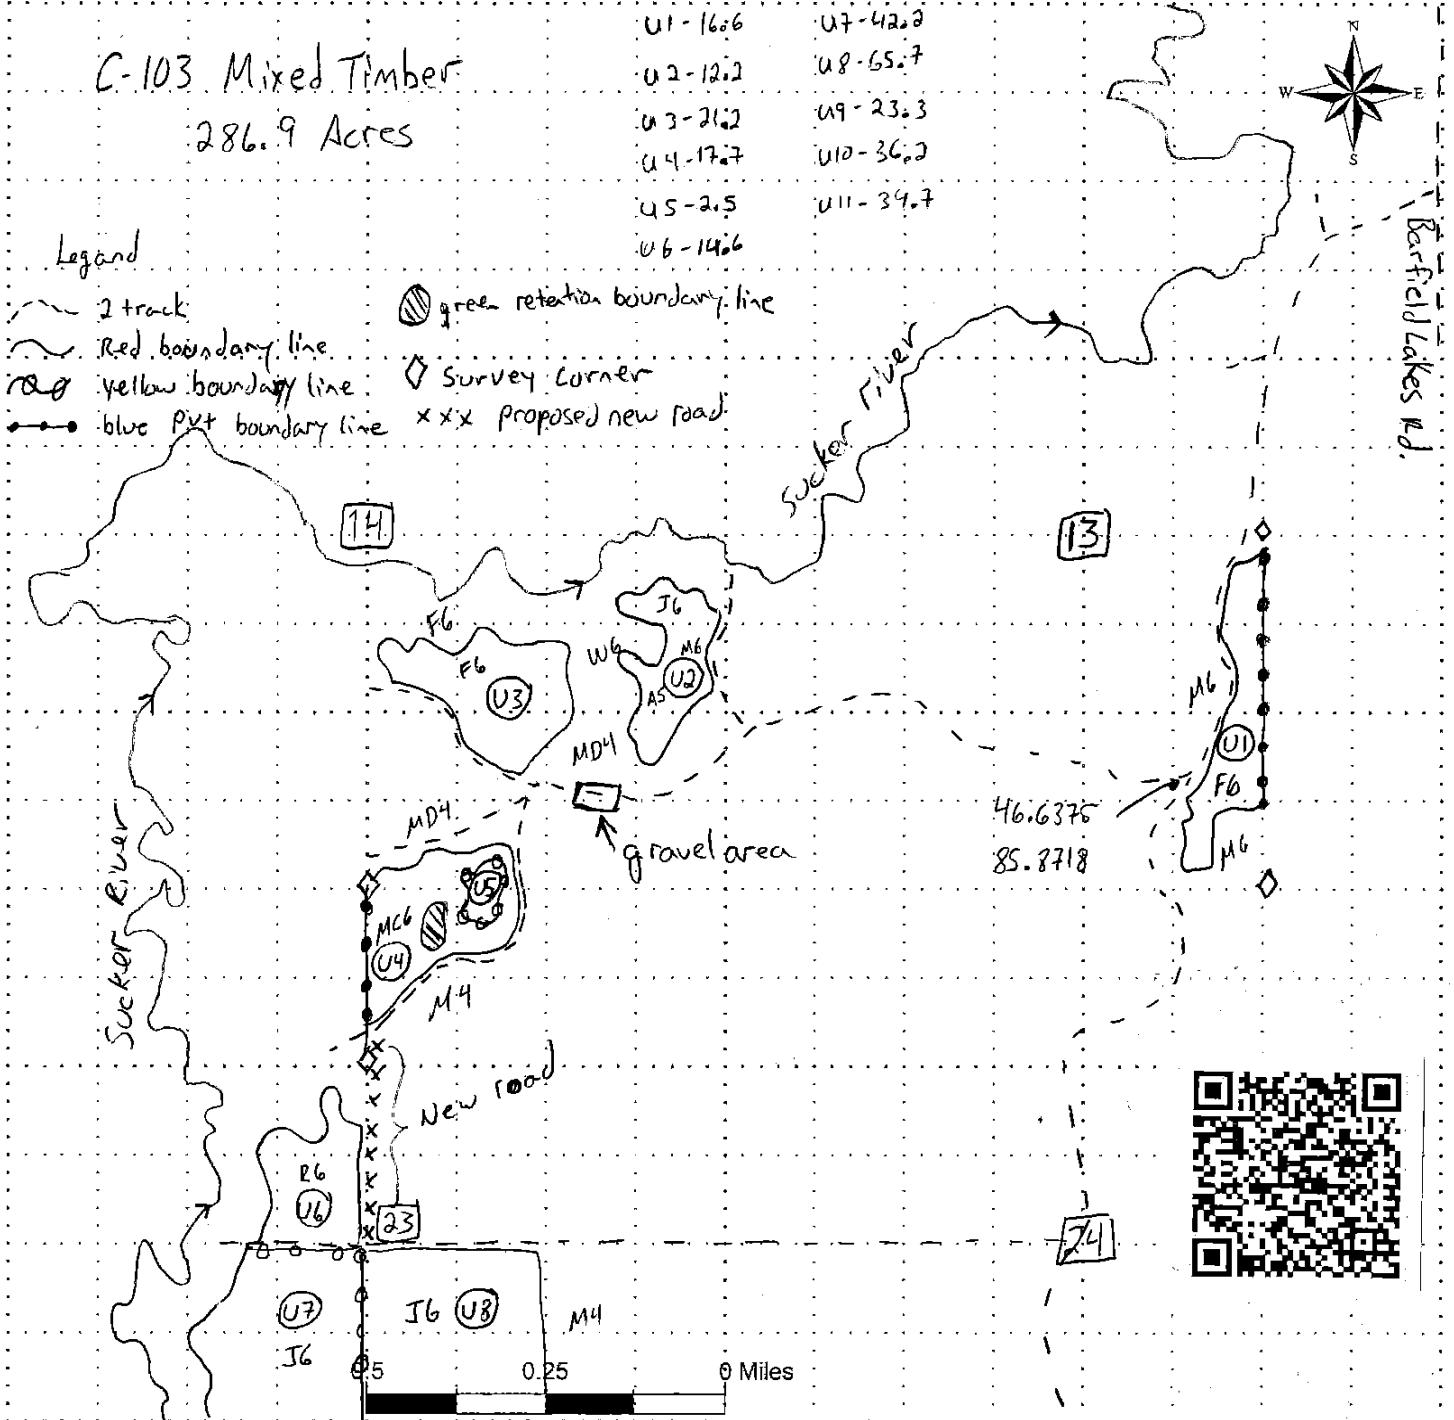 C-103 Mixed Timber
286.9 Acres
U1-16.6
U2-12.2
U3-21.2
U4-17.7
U5-2.5
U6-14.6
U7-42.2
U8-65.7
U9-23.3
U10-36.2
U11-34.7
N
W E
S
Legand
2 track
Red boundary line
yellow boundary line
blue Pvt boundary line
green retention boundary line
Survey Corner
xxx proposed new road
Barfield Lakes Rd.
Sucker River
14
13
F6
F6
U3
J6
W6
M6
U2
A5
MD4
M6
U1
F6
M6
46.6375
85.8718
MD4
gravel area
U5
MC6
U4
M4
Sucker River
New road
R6
U6
23
24
U7
J6
J6
U8
M4
0.5 0.25 0 Miles